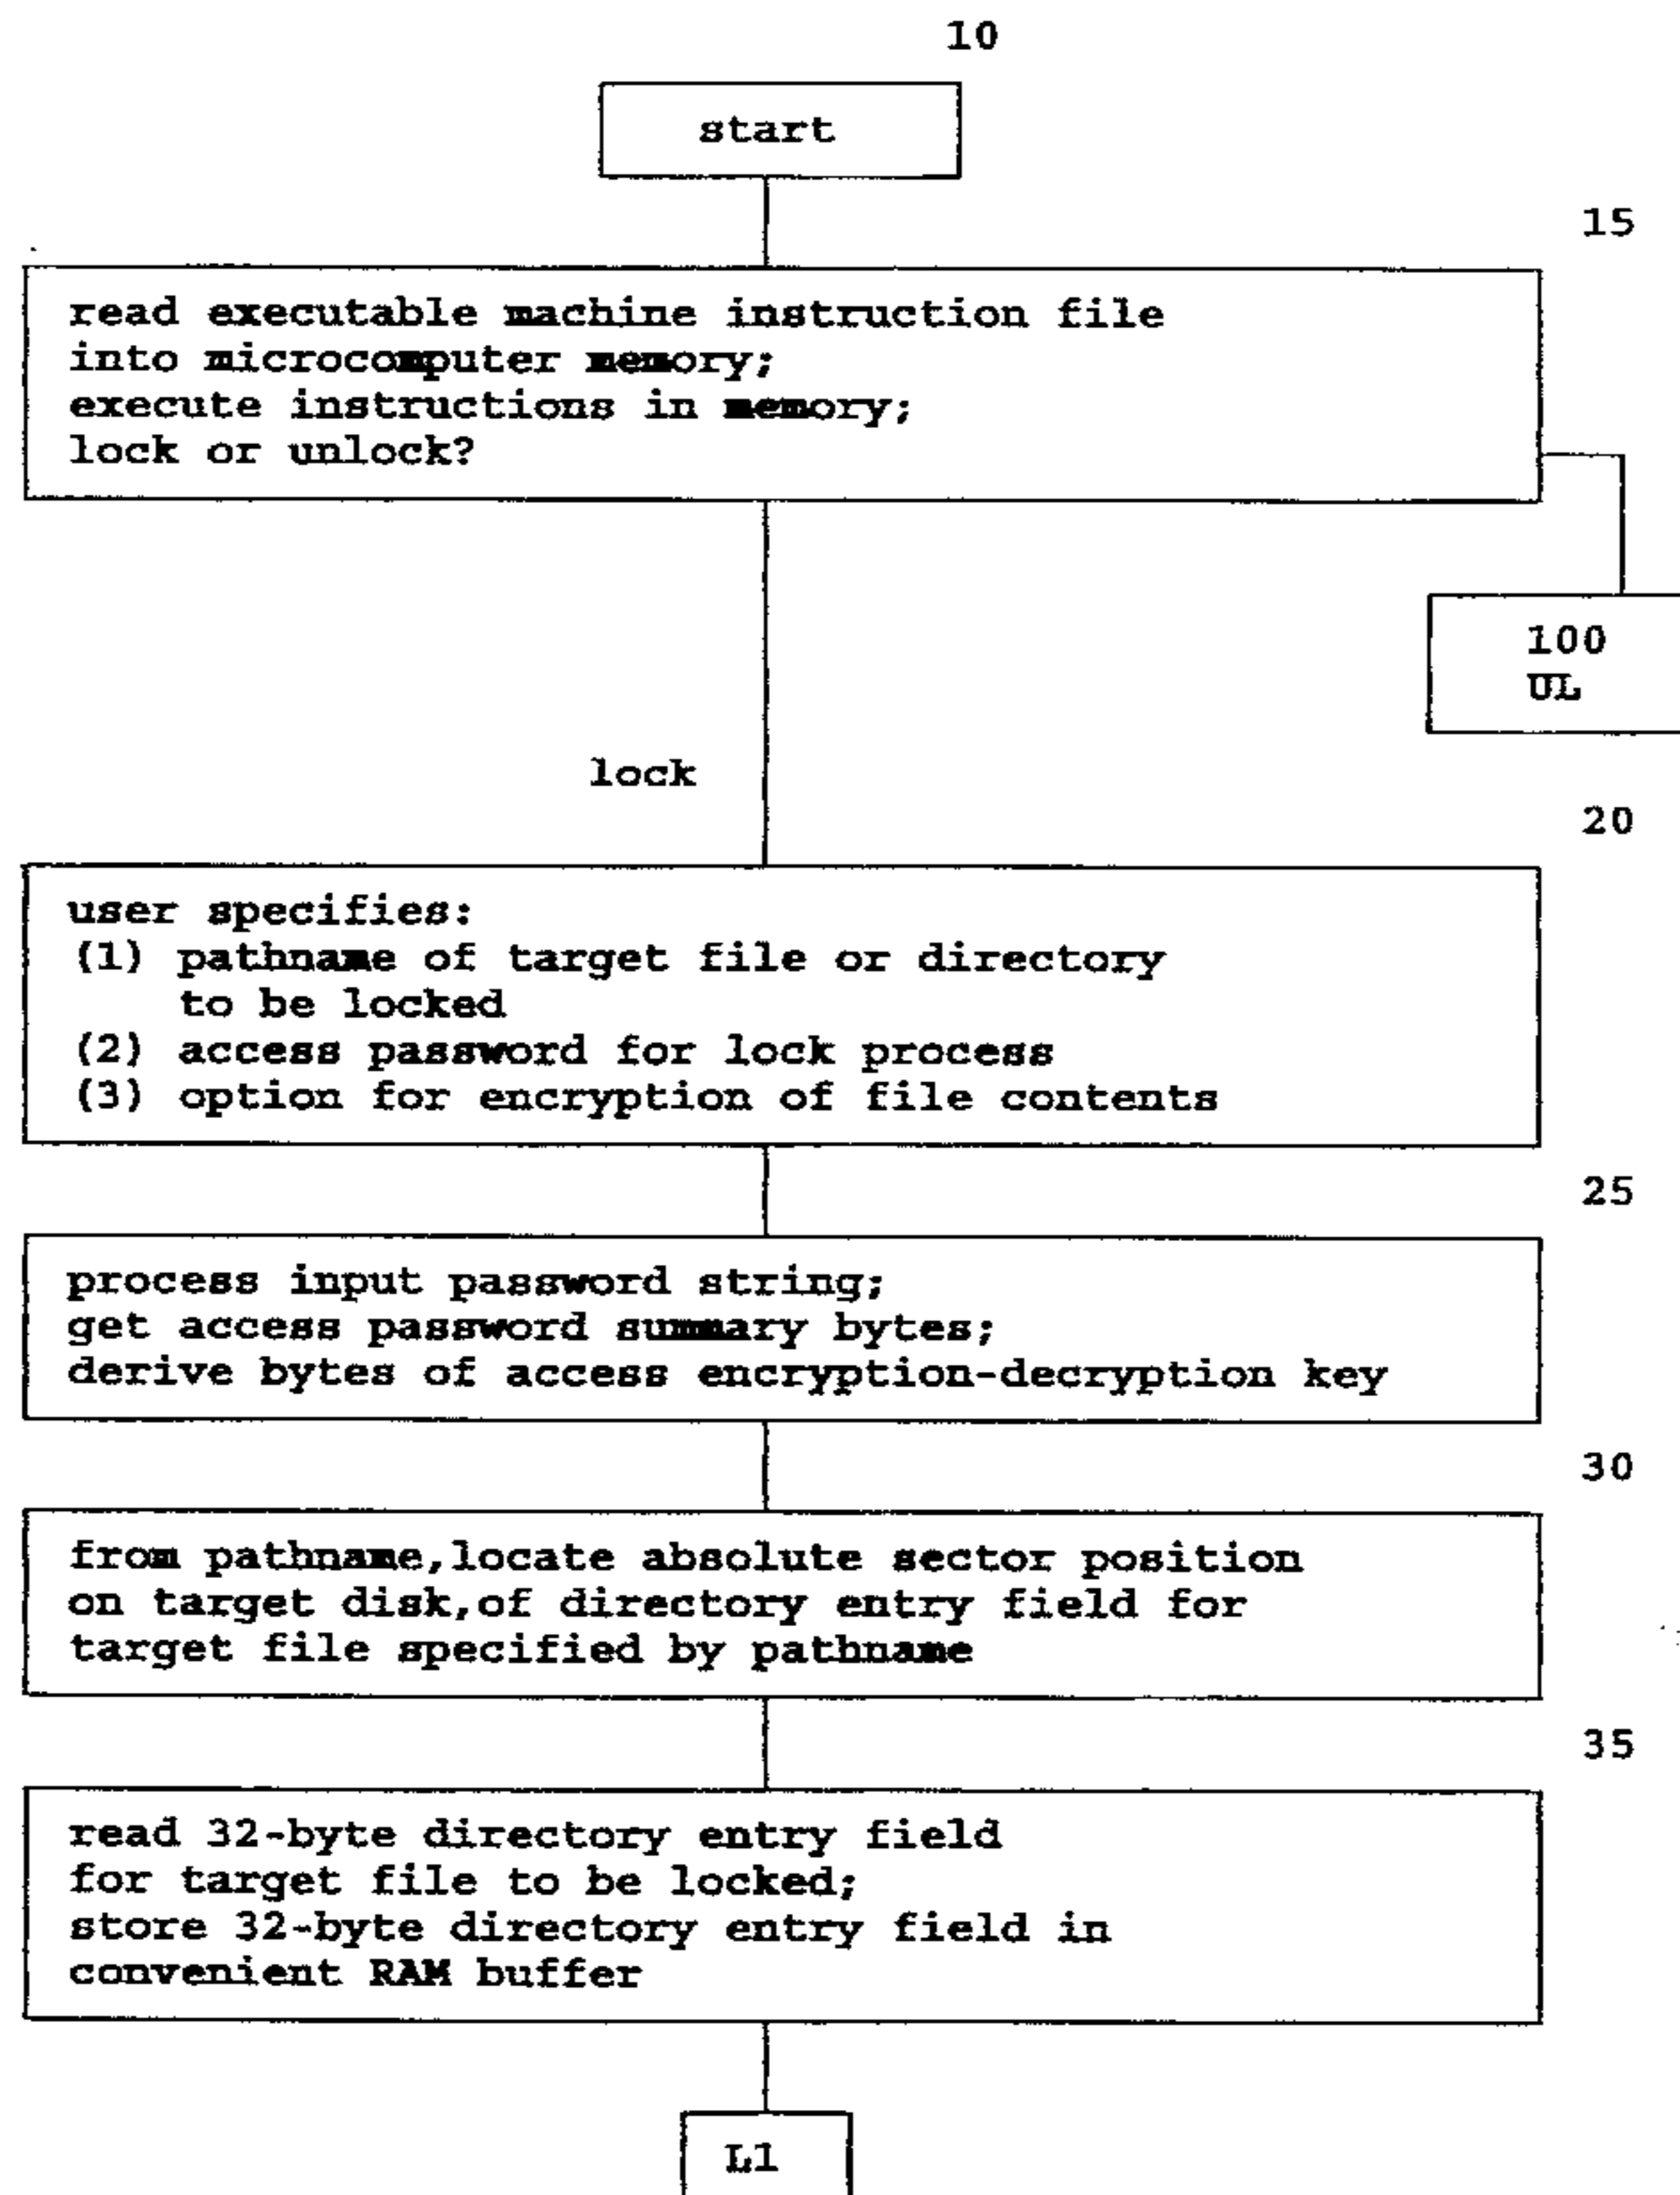 10
start
15
read executable machine instruction file
into microcomputer memory;
execute instructions in memory;
lock or unlock?
100
UL
lock
20
user specifies:
(1) pathname of target file or directory
to be locked
(2) access password for lock process
(3) option for encryption of file contents
25
process input password string;
get access password summary bytes;
derive bytes of access encryption-decryption key
30
from pathname,locate absolute sector position
on target disk,of directory entry field for
target file specified by pathname
35
read 32-byte directory entry field
for target file to be locked;
store 32-byte directory entry field in
convenient RAM buffer
L1